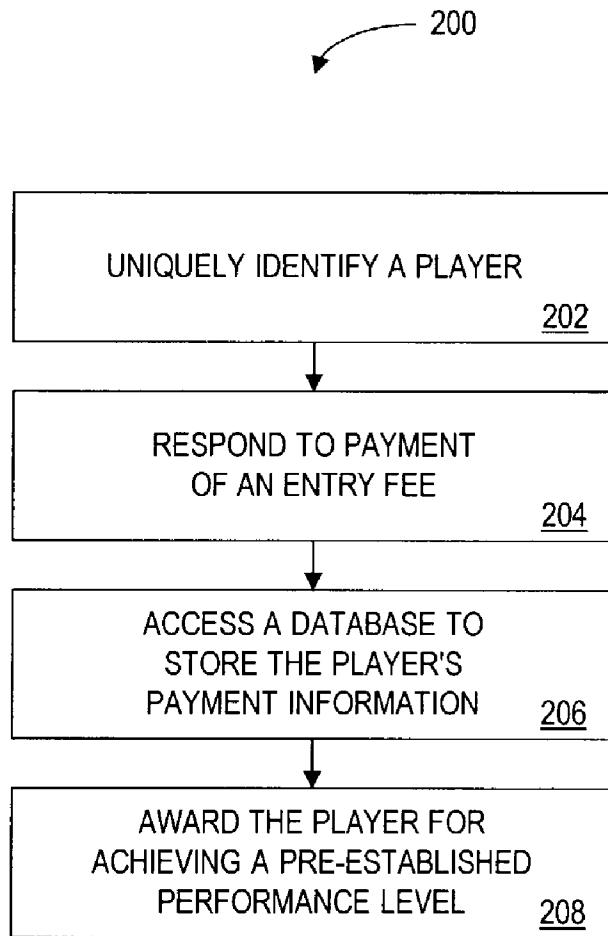 200
UNIQUELY IDENTIFY A PLAYER
202
RESPOND TO PAYMENT
OF AN ENTRY FEE
204
ACCESS A DATABASE TO
STORE THE PLAYER'S
PAYMENT INFORMATION
206
AWARD THE PLAYER FOR
ACHIEVING A PRE-ESTABLISHED
PERFORMANCE LEVEL
208